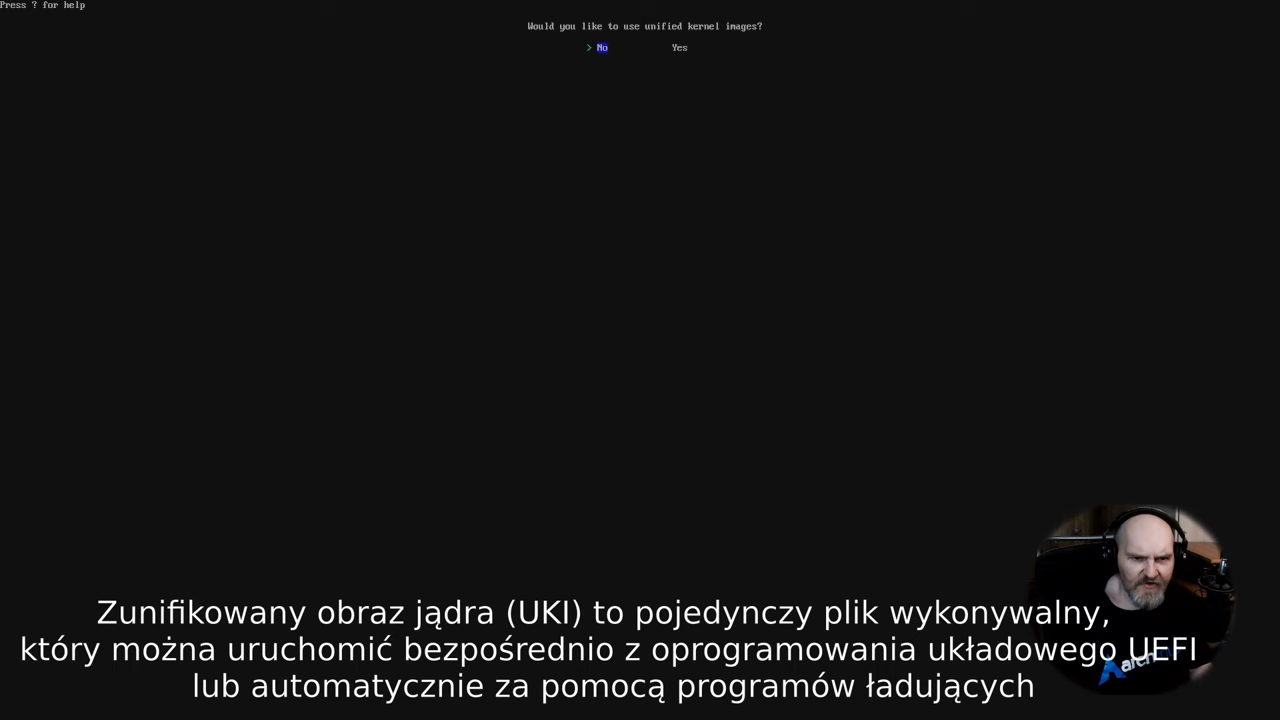 Press ? for help
Would you like to use unified kernel images?
> No Yes
Zunifikowany obraz jądra (UKI) to pojedynczy plik wykonywalny,
który można uruchomić bezpośrednio z oprogramowania układowego UEFI
lub automatycznie za pomocą programów ładujących